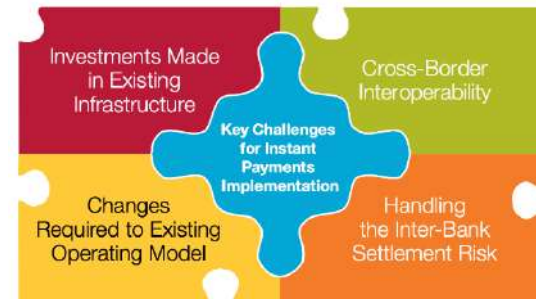 Investments Made
in Existing
Infrastructure
Cross-Border
Interoperability
Key Challenges
for Instant
Payments
Implementation
Changes
Required to Existing
Operating Model
Handling
the Inter-Bank
Settlement Risk